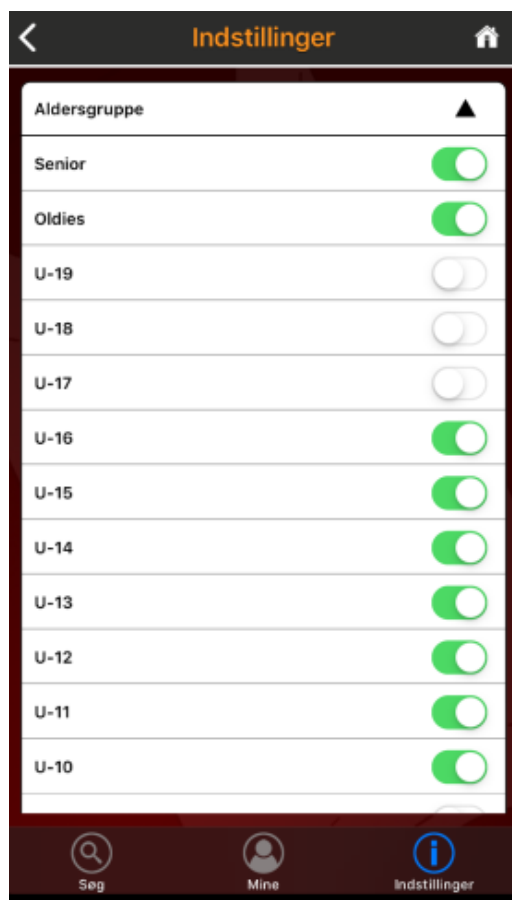 Indstillinger
Aldersgruppe
Senior
Oldies
U-19
U-18
U-17
U-16
U-15
U-14
U-13
U-12
U-11
U-10
Søg Mine Indstillinger